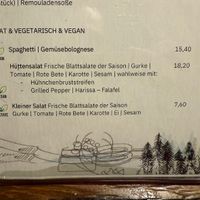 tück) | Remouladensoße
AT & VEGETARISCH & VEGAN
Spaghetti | Gemüsebolognese 15,40
Hüttensalat Frische Blattsalate der Saison | Gurke | 18,20
Tomate | Rote Bete | Karotte | Sesam | wahlweise mit:
- Hühnchenbruststreifen
- Grilled Pepper | Harissa – Falafel
Kleiner Salat Frische Blattsalate der Saison 7,60
Gurke | Tomate | Rote Bete | Karotte | Ei | Sesam